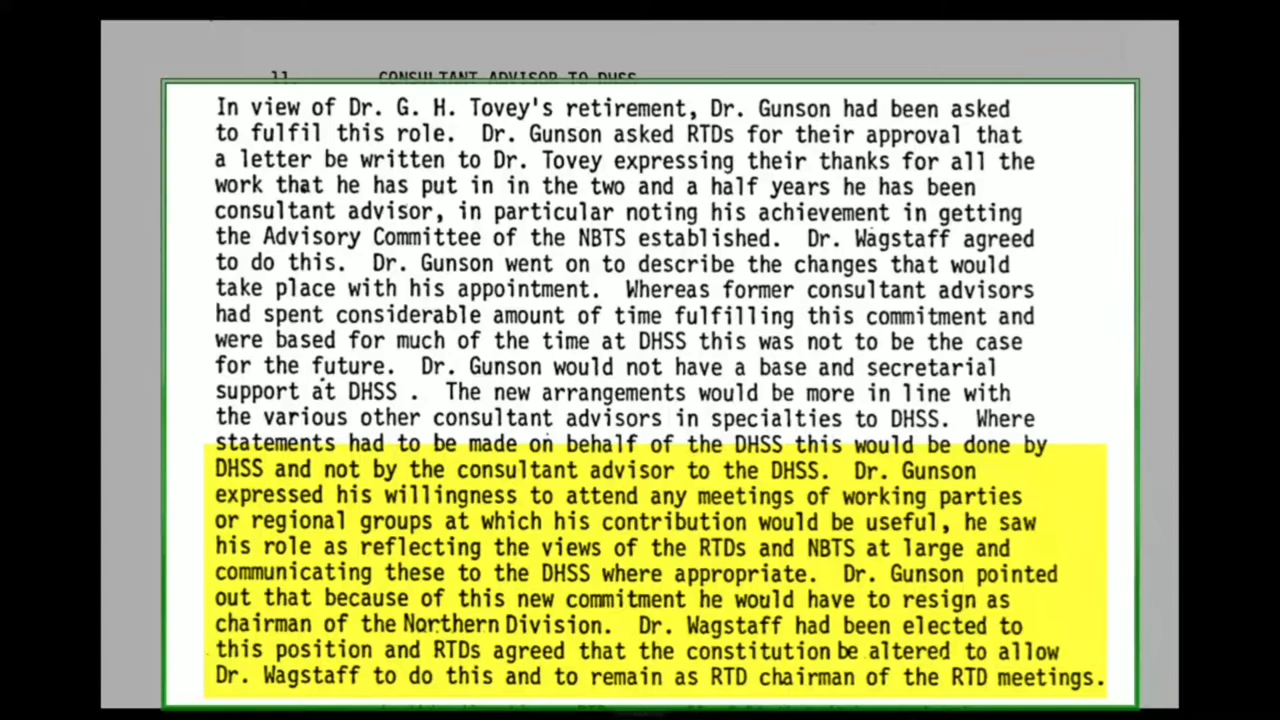 11. CONSULTANT ADVISOR TO DHSS
In view of Dr. G. H. Tovey's retirement, Dr. Gunson had been asked
to fulfil this role. Dr. Gunson asked RTDs for their approval that
a letter be written to Dr. Tovey expressing their thanks for all the
work that he has put in in the two and a half years he has been
consultant advisor, in particular noting his achievement in getting
the Advisory Committee of the NBTS established. Dr. Wagstaff agreed
to do this. Dr. Gunson went on to describe the changes that would
take place with his appointment. Whereas former consultant advisors
had spent considerable amount of time fulfilling this commitment and
were based for much of the time at DHSS this was not to be the case
for the future. Dr. Gunson would not have a base and secretarial
support at DHSS . The new arrangements would be more in line with
the various other consultant advisors in specialties to DHSS. Where
statements had to be made on behalf of the DHSS this would be done by
DHSS and not by the consultant advisor to the DHSS. Dr. Gunson
expressed his willingness to attend any meetings of working parties
or regional groups at which his contribution would be useful, he saw
his role as reflecting the views of the RTDs and NBTS at large and
communicating these to the DHSS where appropriate. Dr. Gunson pointed
out that because of this new commitment he would have to resign as
chairman of the Northern Division. Dr. Wagstaff had been elected to
this position and RTDs agreed that the constitution be altered to allow
Dr. Wagstaff to do this and to remain as RTD chairman of the RTD meetings.